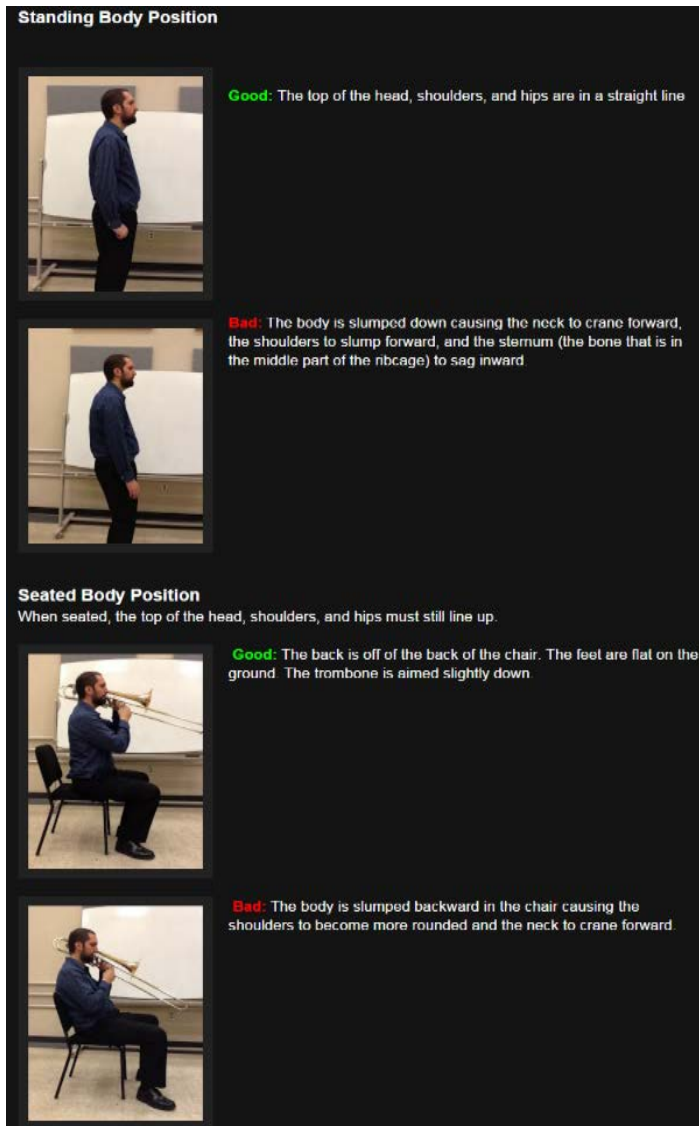 Standing Body Position
Good: The top of the head, shoulders, and hips are in a straight line
Bad: The body is slumped down causing the neck to crane forward,
the shoulders to slump forward, and the sternum (the bone that is in
the middle part of the ribcage) to sag inward.
Seated Body Position
When seated, the top of the head, shoulders, and hips must still line up.
Good: The back is off of the back of the chair. The feet are flat on the
ground. The trombone is aimed slightly down.
Bad: The body is slumped backward in the chair causing the
shoulders to become more rounded and the neck to crane forward.